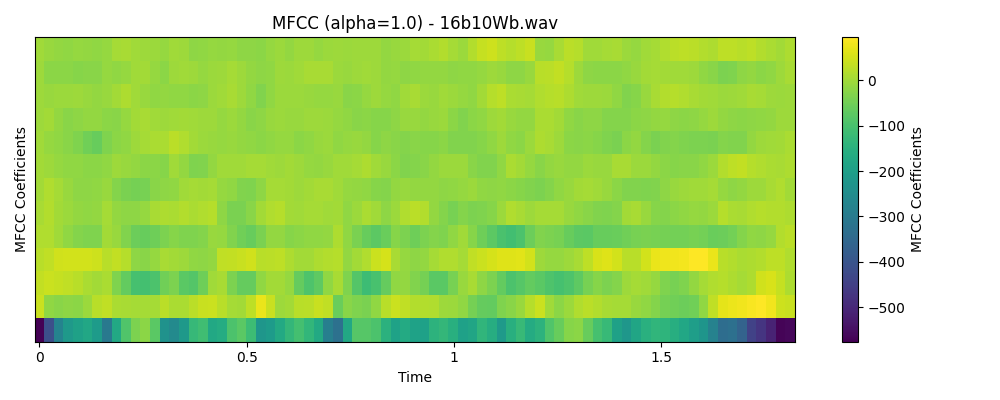 MFCC (alpha=1.0) - 16b10Wb.wav
MFCC Coefficients
0
0.5
1
1.5
Time
0
−100
−200
−300
−400
−500
MFCC Coefficients